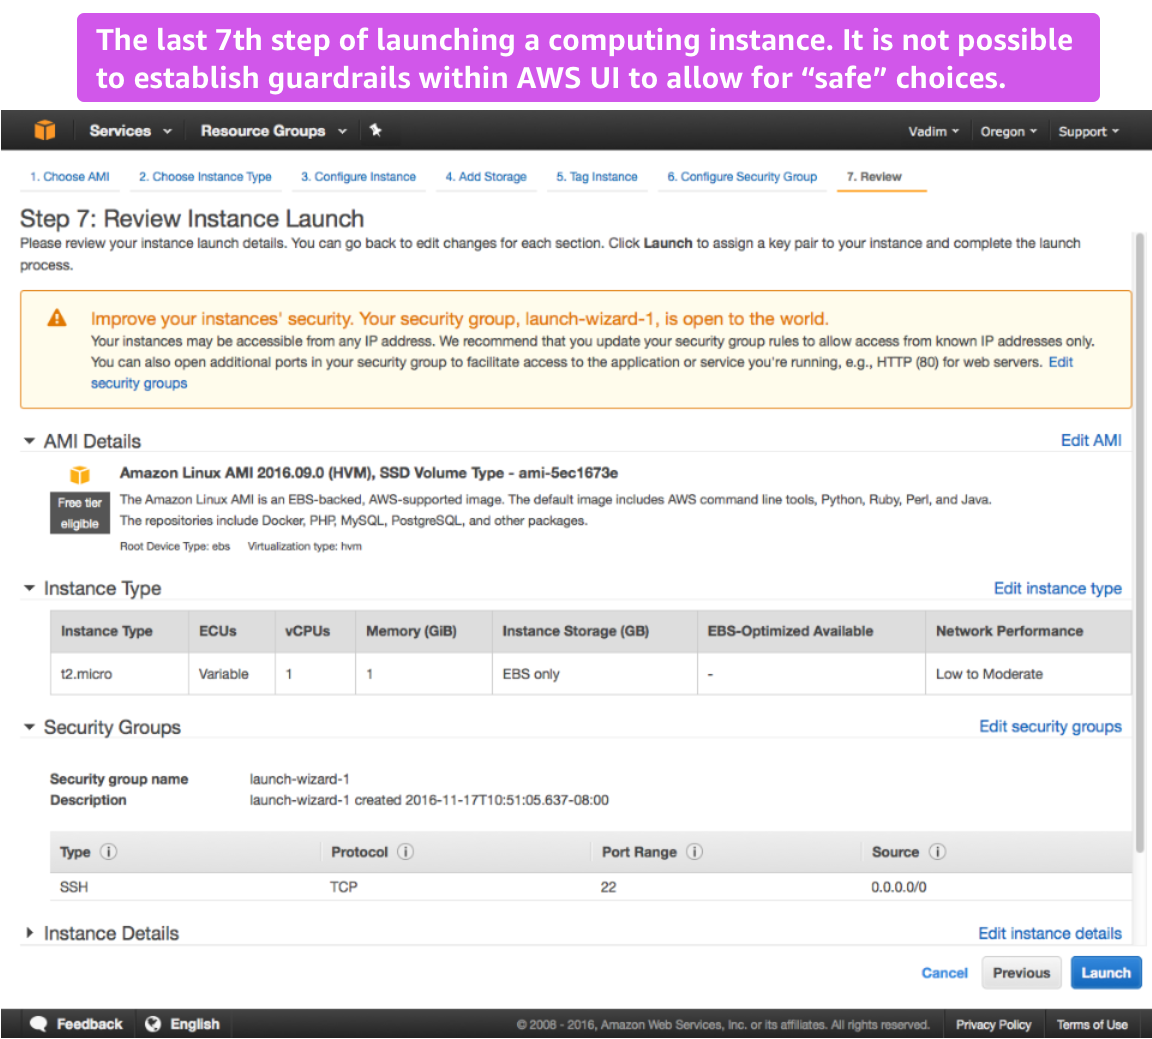 The last 7th step of launching a computing instance. It is not possible
to establish guardrails within AWS UI to allow for “safe” choices.
Services Resource Groups Vadim Oregon Support
1. Choose AMI 2. Choose Instance Type 3. Configure Instance 4. Add Storage 5. Tag Instance 6. Configure Security Group 7. Review
Step 7: Review Instance Launch
Please review your instance launch details. You can go back to edit changes for each section. Click Launch to assign a key pair to your instance and complete the launch
process.
Improve your instances' security. Your security group, launch-wizard-1, is open to the world.
Your instances may be accessible from any IP address. We recommend that you update your security group rules to allow access from known IP addresses only.
You can also open additional ports in your security group to facilitate access to the application or service you're running, e.g., HTTP (80) for web servers. Edit
security groups
AMI Details Edit AMI
Amazon Linux AMI 2016.09.0 (HVM), SSD Volume Type - ami-5ec1673e
Free tier
eligible
The Amazon Linux AMI is an EBS-backed, AWS-supported image. The default image includes AWS command line tools, Python, Ruby, Perl, and Java.
The repositories include Docker, PHP, MySQL, PostgreSQL, and other packages.
Root Device Type: ebs Virtualization type: hvm
Instance Type Edit instance type
Instance Type ECUs vCPUs Memory (GiB) Instance Storage (GB) EBS-Optimized Available Network Performance
t2.micro Variable 1 1 EBS only - Low to Moderate
Security Groups Edit security groups
Security group name launch-wizard-1
Description launch-wizard-1 created 2016-11-17T10:51:05.637-08:00
Type Protocol Port Range Source
SSH TCP 22 0.0.0.0/0
Instance Details Edit instance details
Cancel Previous Launch
Feedback English © 2008 - 2016, Amazon Web Services, Inc. or its affiliates. All rights reserved. Privacy Policy Terms of Use